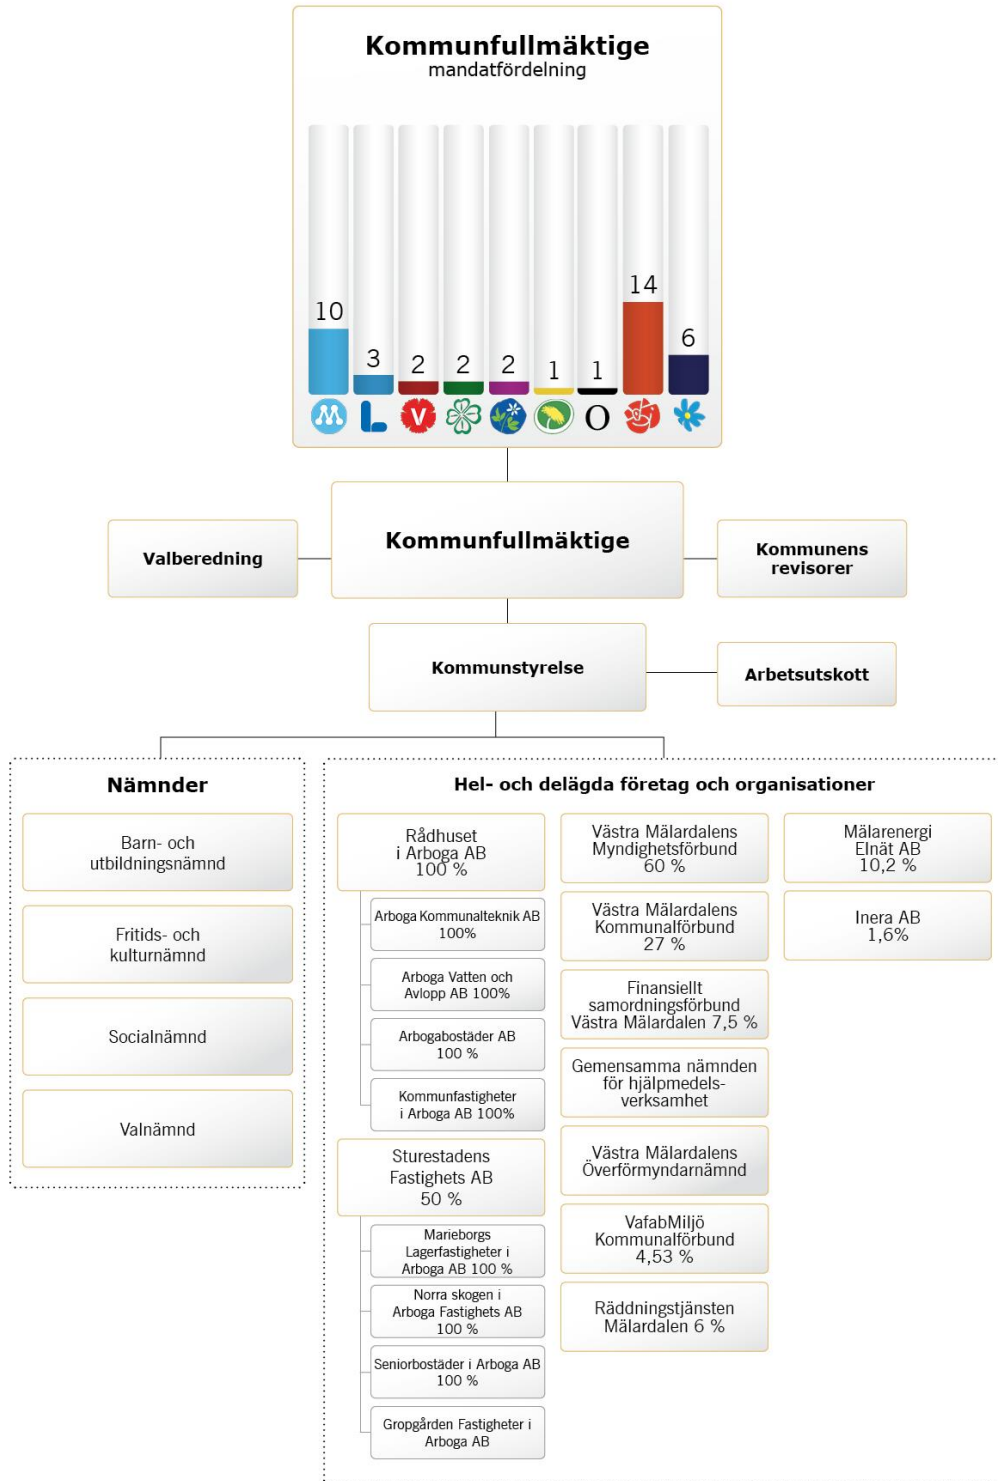 Kommunfullmäktige
mandatfördelning
10
3
2
2
2
1
1
14
6
M
L
V
O
Kommunfullmäktige
Valberedning
Kommunens
revisorer
Kommunstyrelse
Arbetsutskott
Nämnder
Barn- och
utbildningsnämnd
Fritids- och
kulturnämnd
Socialnämnd
Valnämnd
Hel- och delägda företag och organisationer
Rådhuset
i Arboga AB
100 %
Arboga Kommunalteknik AB
100%
Arboga Vatten och
Avlopp AB 100%
Arbogabostäder AB
100 %
Kommunfastigheter
i Arboga AB 100%
Sturestadens
Fastighets AB
50 %
Marieborgs
Lagerfastigheter i
Arboga AB 100 %
Norra skogen i
Arboga Fastighets AB
100 %
Seniorbostäder i Arboga AB
100 %
Gropgården Fastigheter i
Arboga AB
Västra Mälardalens
Myndighetsförbund
60 %
Västra Mälardalens
Kommunalförbund
27 %
Finansiellt
samordningsförbund
Västra Mälardalen 7,5 %
Gemensamma nämnden
för hjälpmedels-
verksamhet
Västra Mälardalens
Överförmyndarnämnd
VafabMiljö
Kommunalförbund
4,53 %
Räddningstjänsten
Mälardalen 6 %
Mälarenergi
Elnät AB
10,2 %
Inera AB
1,6%